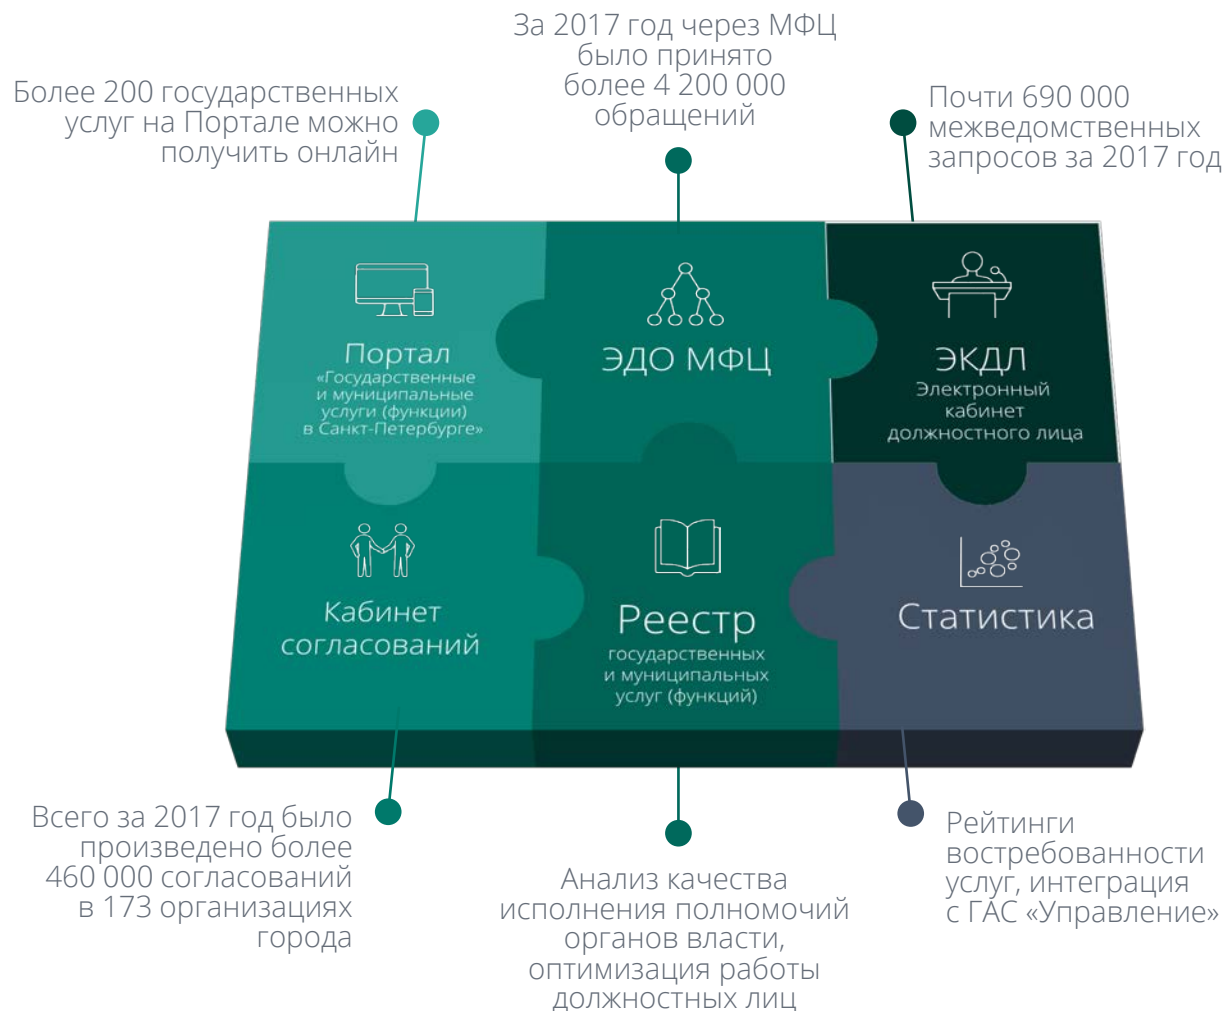 За 2017 год через МФЦ
было принято
более 4 200 000
обращений
Более 200 государственных
услуг на Портале можно
получить онлайн
Почти 690 000
межведомственных
запросов за 2017 год
Портал
«Государственные
и муниципальные
услуги (функции)
в Санкт-Петербурге»
ЭДО МФЦ
ЭКДЛ
Электронный
кабинет
должностного лица
Кабинет
согласований
Реестр
государственных
и муниципальных
услуг (функций)
Статистика
Всего за 2017 год было
произведено более
460 000 согласований
в 173 организациях
города
Анализ качества
исполнения полномочий
органов власти,
оптимизация работы
должностных лиц
Рейтинги
востребованности
услуг, интеграция
с ГАС «Управление»